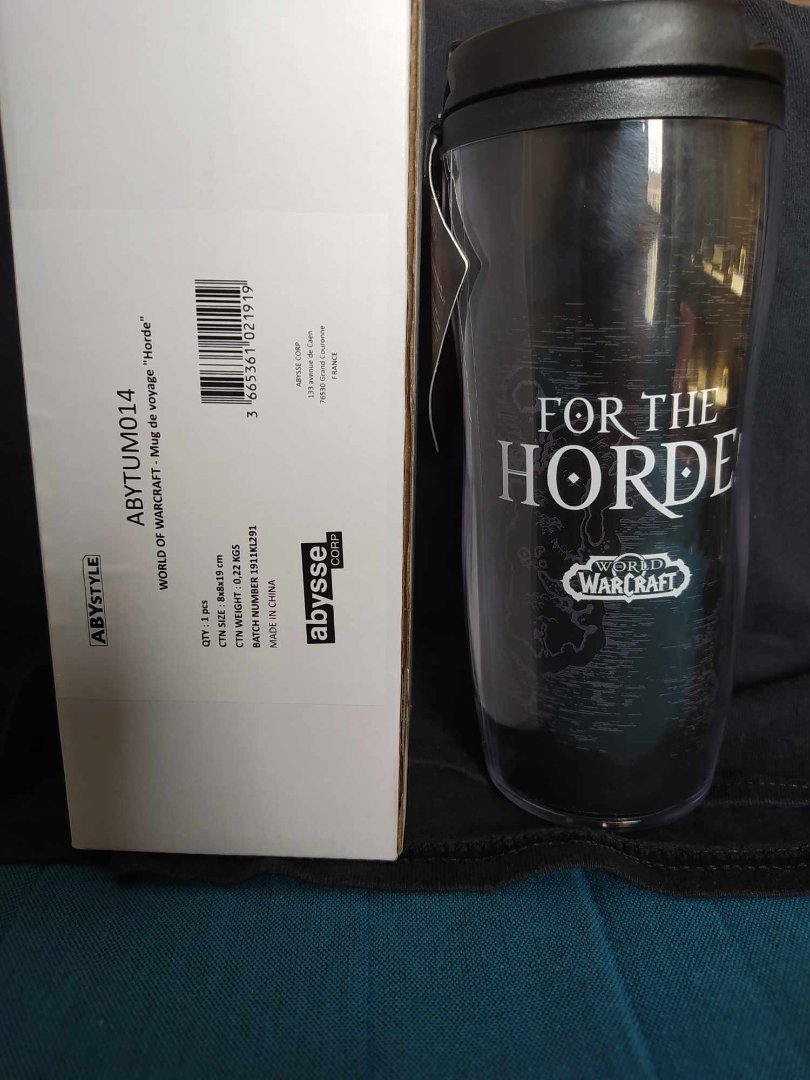 ABYSTYLE
ABYTUM014
WORLD OF WARCRAFT - Mug de voyage "Horde"
QTY : 1 pcs
CTN SIZE : 8x8x19 cm
CTN WEIGHT : 0,22 KGS
BATCH NUMBER 1911KL291
MADE IN CHINA
3 665361 021919
ABYSSE CORP
133 avenue de Caen
76530 Grand Couronne
FRANCE
abysse
CORP
FOR THE
HORDE
WORLD
OF
WARCRAFT